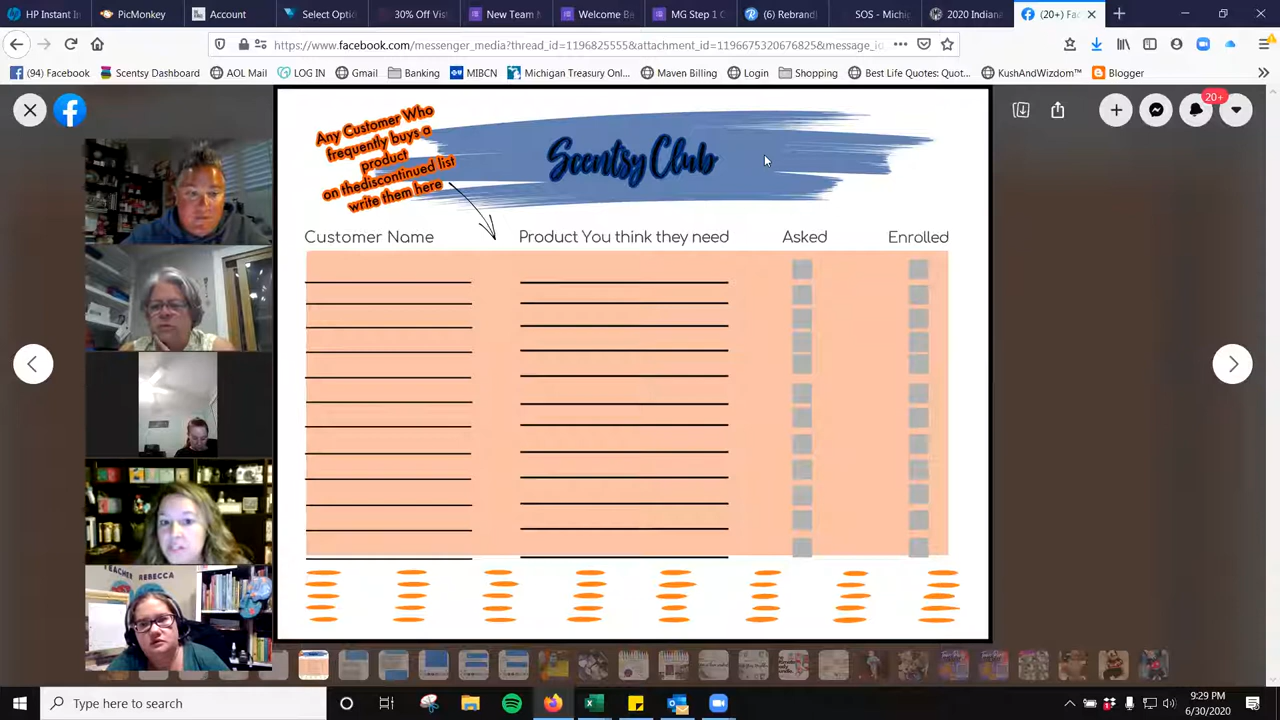 HP Instant In
PicMonkey
Account
Select Optio
30% Off Vist
New Team M
Welcome Be
MG Step 1 C
(6) Rebrand
SOS - Michig
2020 Indiana
(20+) Fac
https://www.facebook.com/messenger_media?thread_id=1196825555&attachment_id=1196675320676825&message_id
(94) Facebook
Scentsy Dashboard
AOL Mail
LOG IN
Gmail
Banking
MIBCN
Michigan Treasury Onl...
Maven Billing
Login
Shopping
Best Life Quotes: Quot...
KushAndWizdom™
Blogger
20+
Any Customer Who
frequently buys a
product
on thediscontinued list
write them here
Scentsy Club
Customer Name
Product You think they need
Asked
Enrolled
TEACHER REBECCA
Type here to search
9:29 PM
6/30/2020